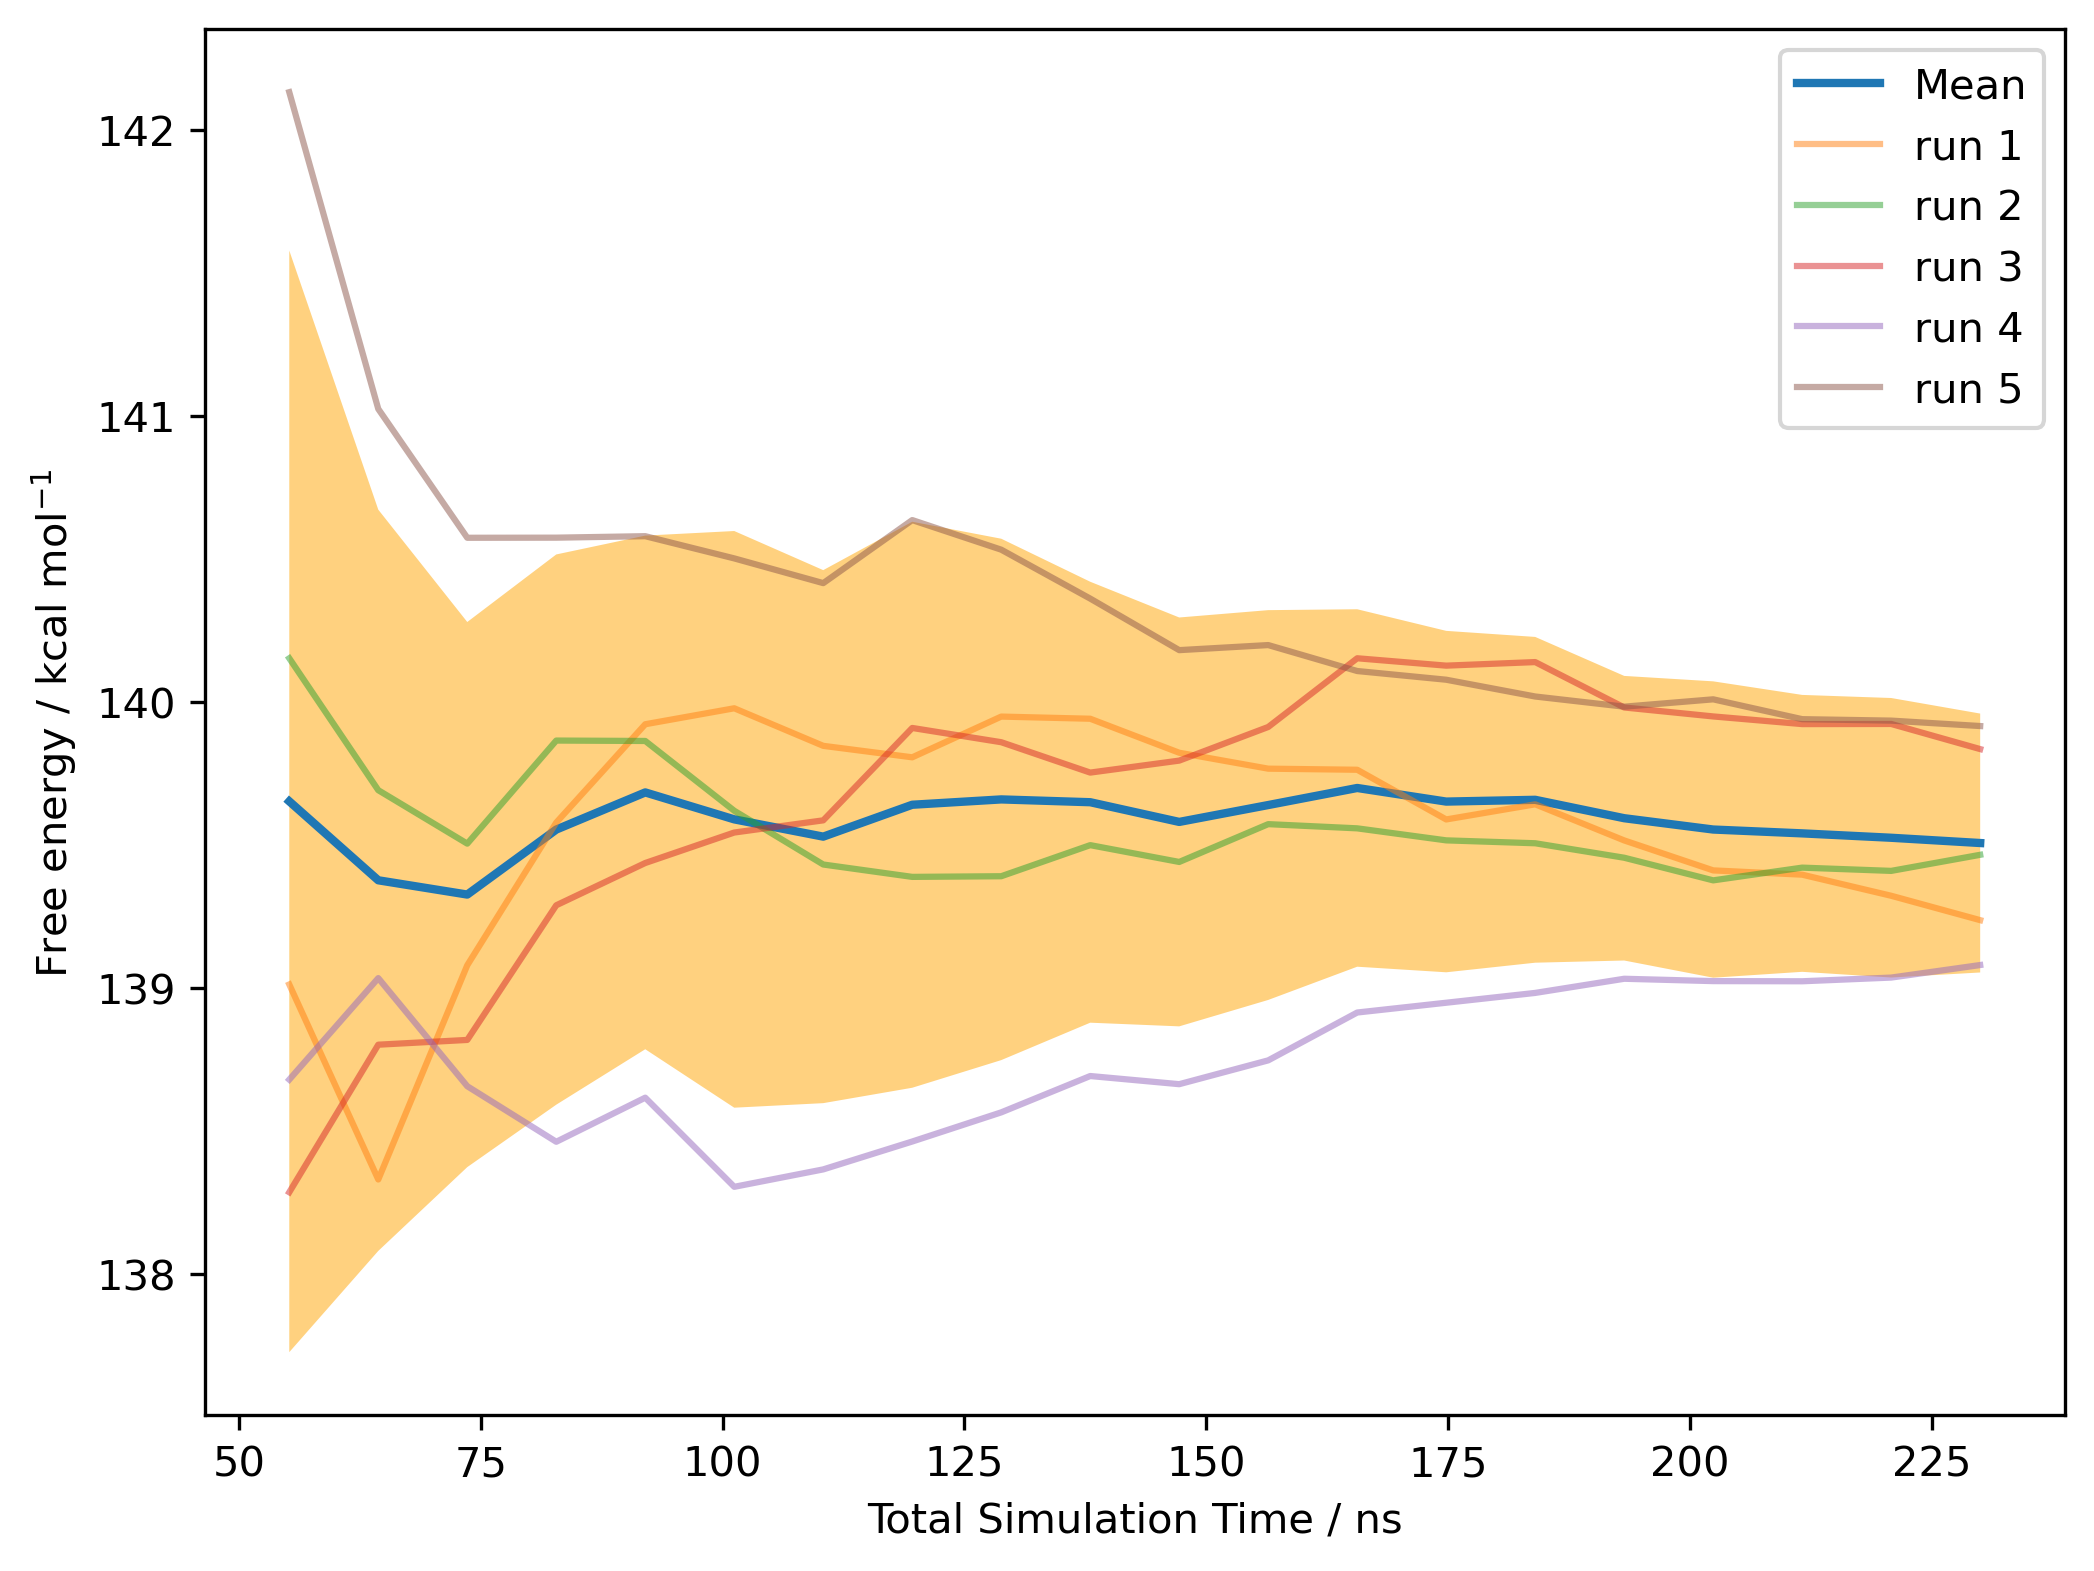 Mean
run 1
run 2
run 3
run 4
run 5
142
141
140
139
138
Free energy / kcal mol⁻¹
50 75 100 125 150 175 200 225
Total Simulation Time / ns